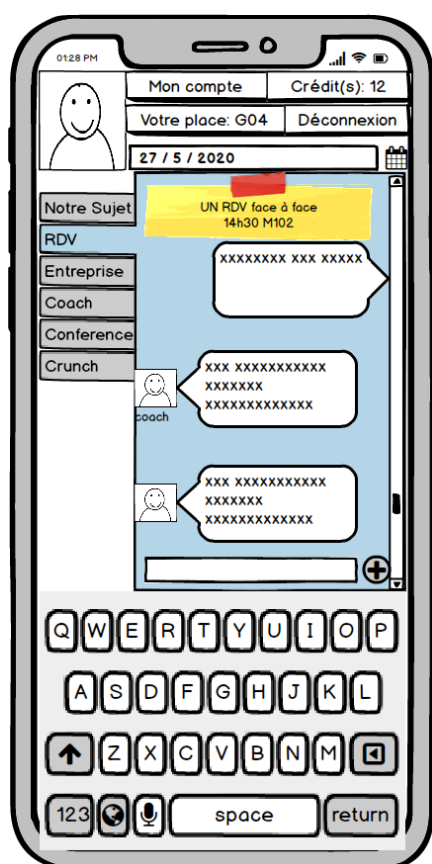 01:28 PM
Mon compte
Crédit(s): 12
Votre place: G04
Déconnexion
27 / 5 / 2020
Notre Sujet
RDV
Entreprise
Coach
Conference
Crunch
UN RDV face à face
14h30 M102
xxxxxxxx xxx xxxxx
xxx xxxxxxxxxxx
xxxxxxx
xxxxxxxxxxxxx
coach
xxx xxxxxxxxxxx
xxxxxxx
xxxxxxxxxxxxx
Q W E R T Y U I O P
A S D F G H J K L
Z X C V B N M
123 space return